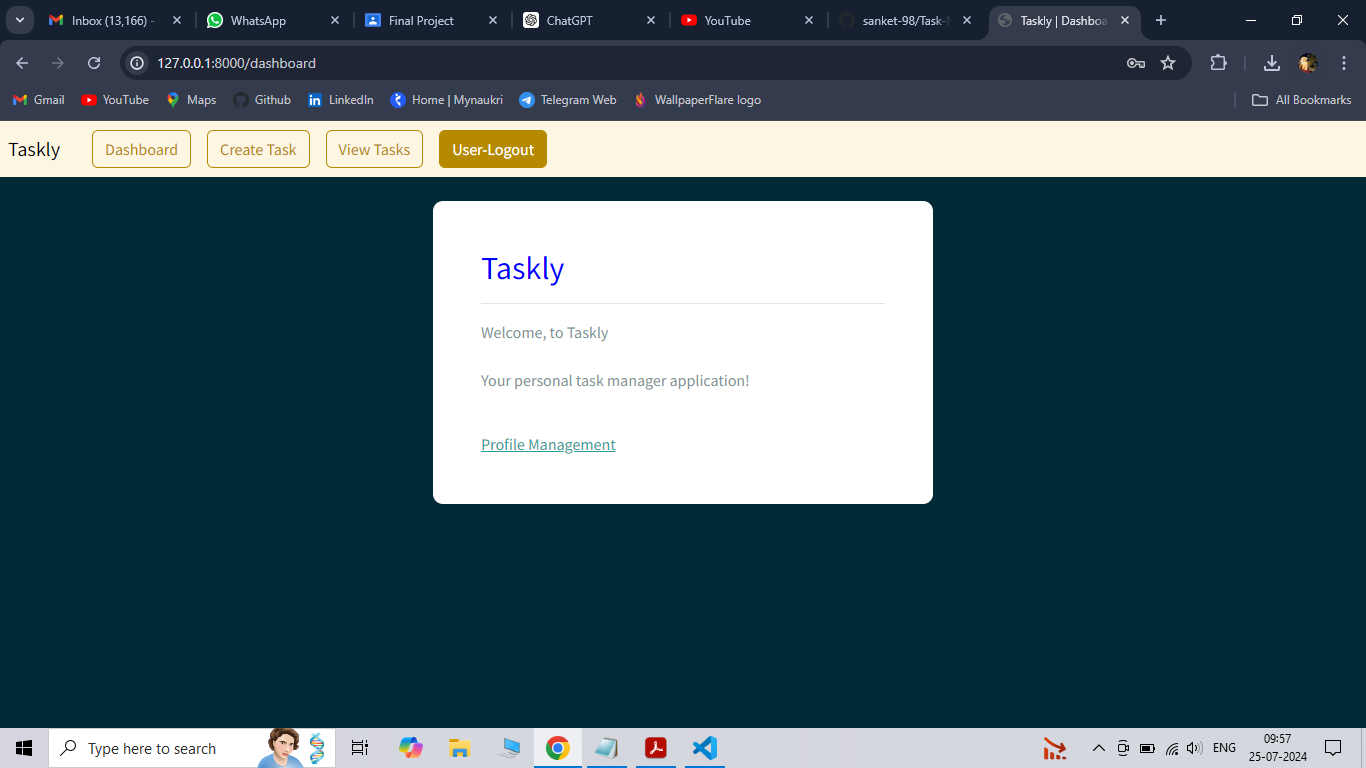 Inbox (13,166) -
WhatsApp
Final Project
ChatGPT
YouTube
sanket-98/Task-
Taskly | Dashboa
127.0.0.1:8000/dashboard
Gmail
YouTube
Maps
Github
LinkedIn
Home | Mynaukri
Telegram Web
WallpaperFlare logo
All Bookmarks
Taskly
Dashboard
Create Task
View Tasks
User-Logout
Taskly
Welcome, to Taskly
Your personal task manager application!
Profile Management
Type here to search
ENG
09:57
25-07-2024